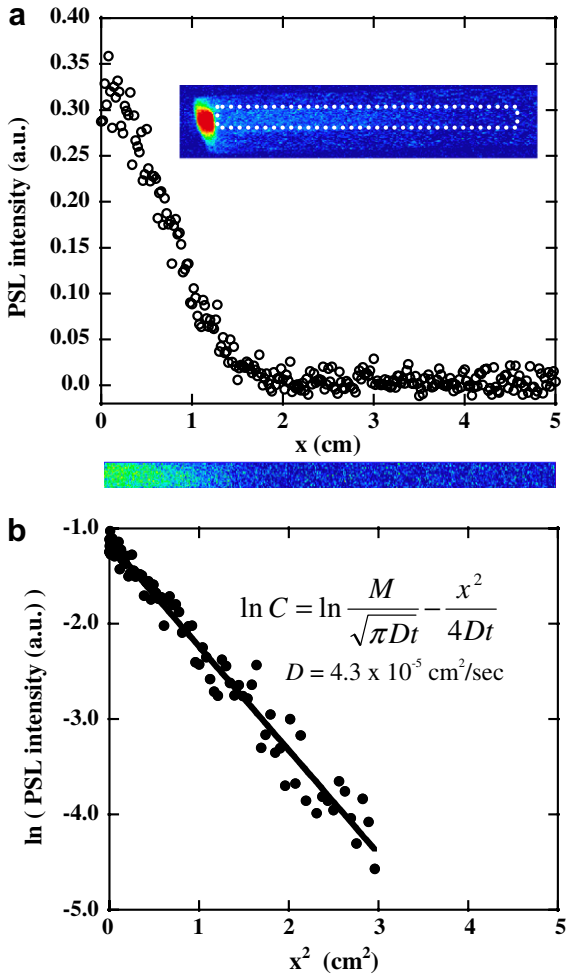 a
0.40
0.35
0.30
0.25
0.20
0.15
0.10
0.05
0.0
PSL intensity (a.u.)
0 1 2 3 4 5
x (cm)
b
-1.0
-2.0
-3.0
-4.0
-5.0
ln ( PSL intensity (a.u.) )
ln C = ln M/√πDt − x²/4Dt
D = 4.3 x 10⁻⁵ cm²/sec
0 1 2 3 4 5
x² (cm²)